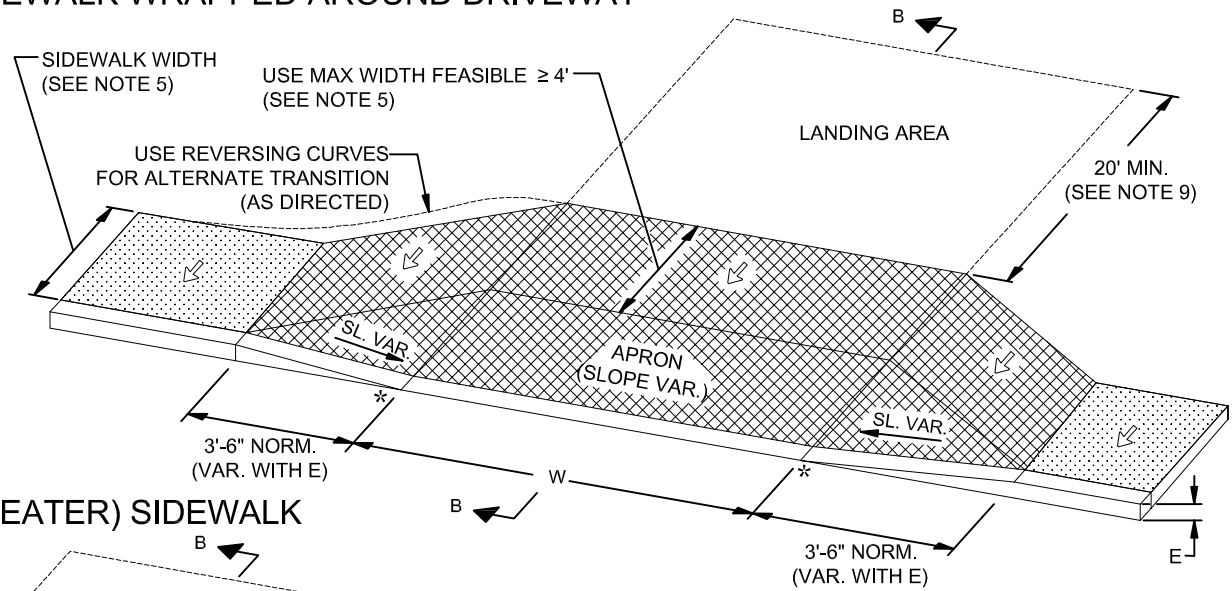 EWALK WRAPPED AROUND DRIVEWAY
B
SIDEWALK WIDTH
(SEE NOTE 5)
USE MAX WIDTH FEASIBLE ≥ 4'
(SEE NOTE 5)
LANDING AREA
USE REVERSING CURVES
FOR ALTERNATE TRANSITION
(AS DIRECTED)
20' MIN.
(SEE NOTE 9)
SL. VAR.
APRON
(SLOPE VAR.)
SL. VAR.
*
*
3'-6" NORM.
(VAR. WITH E)
W
B
3'-6" NORM.
(VAR. WITH E)
E
EATER) SIDEWALK
B